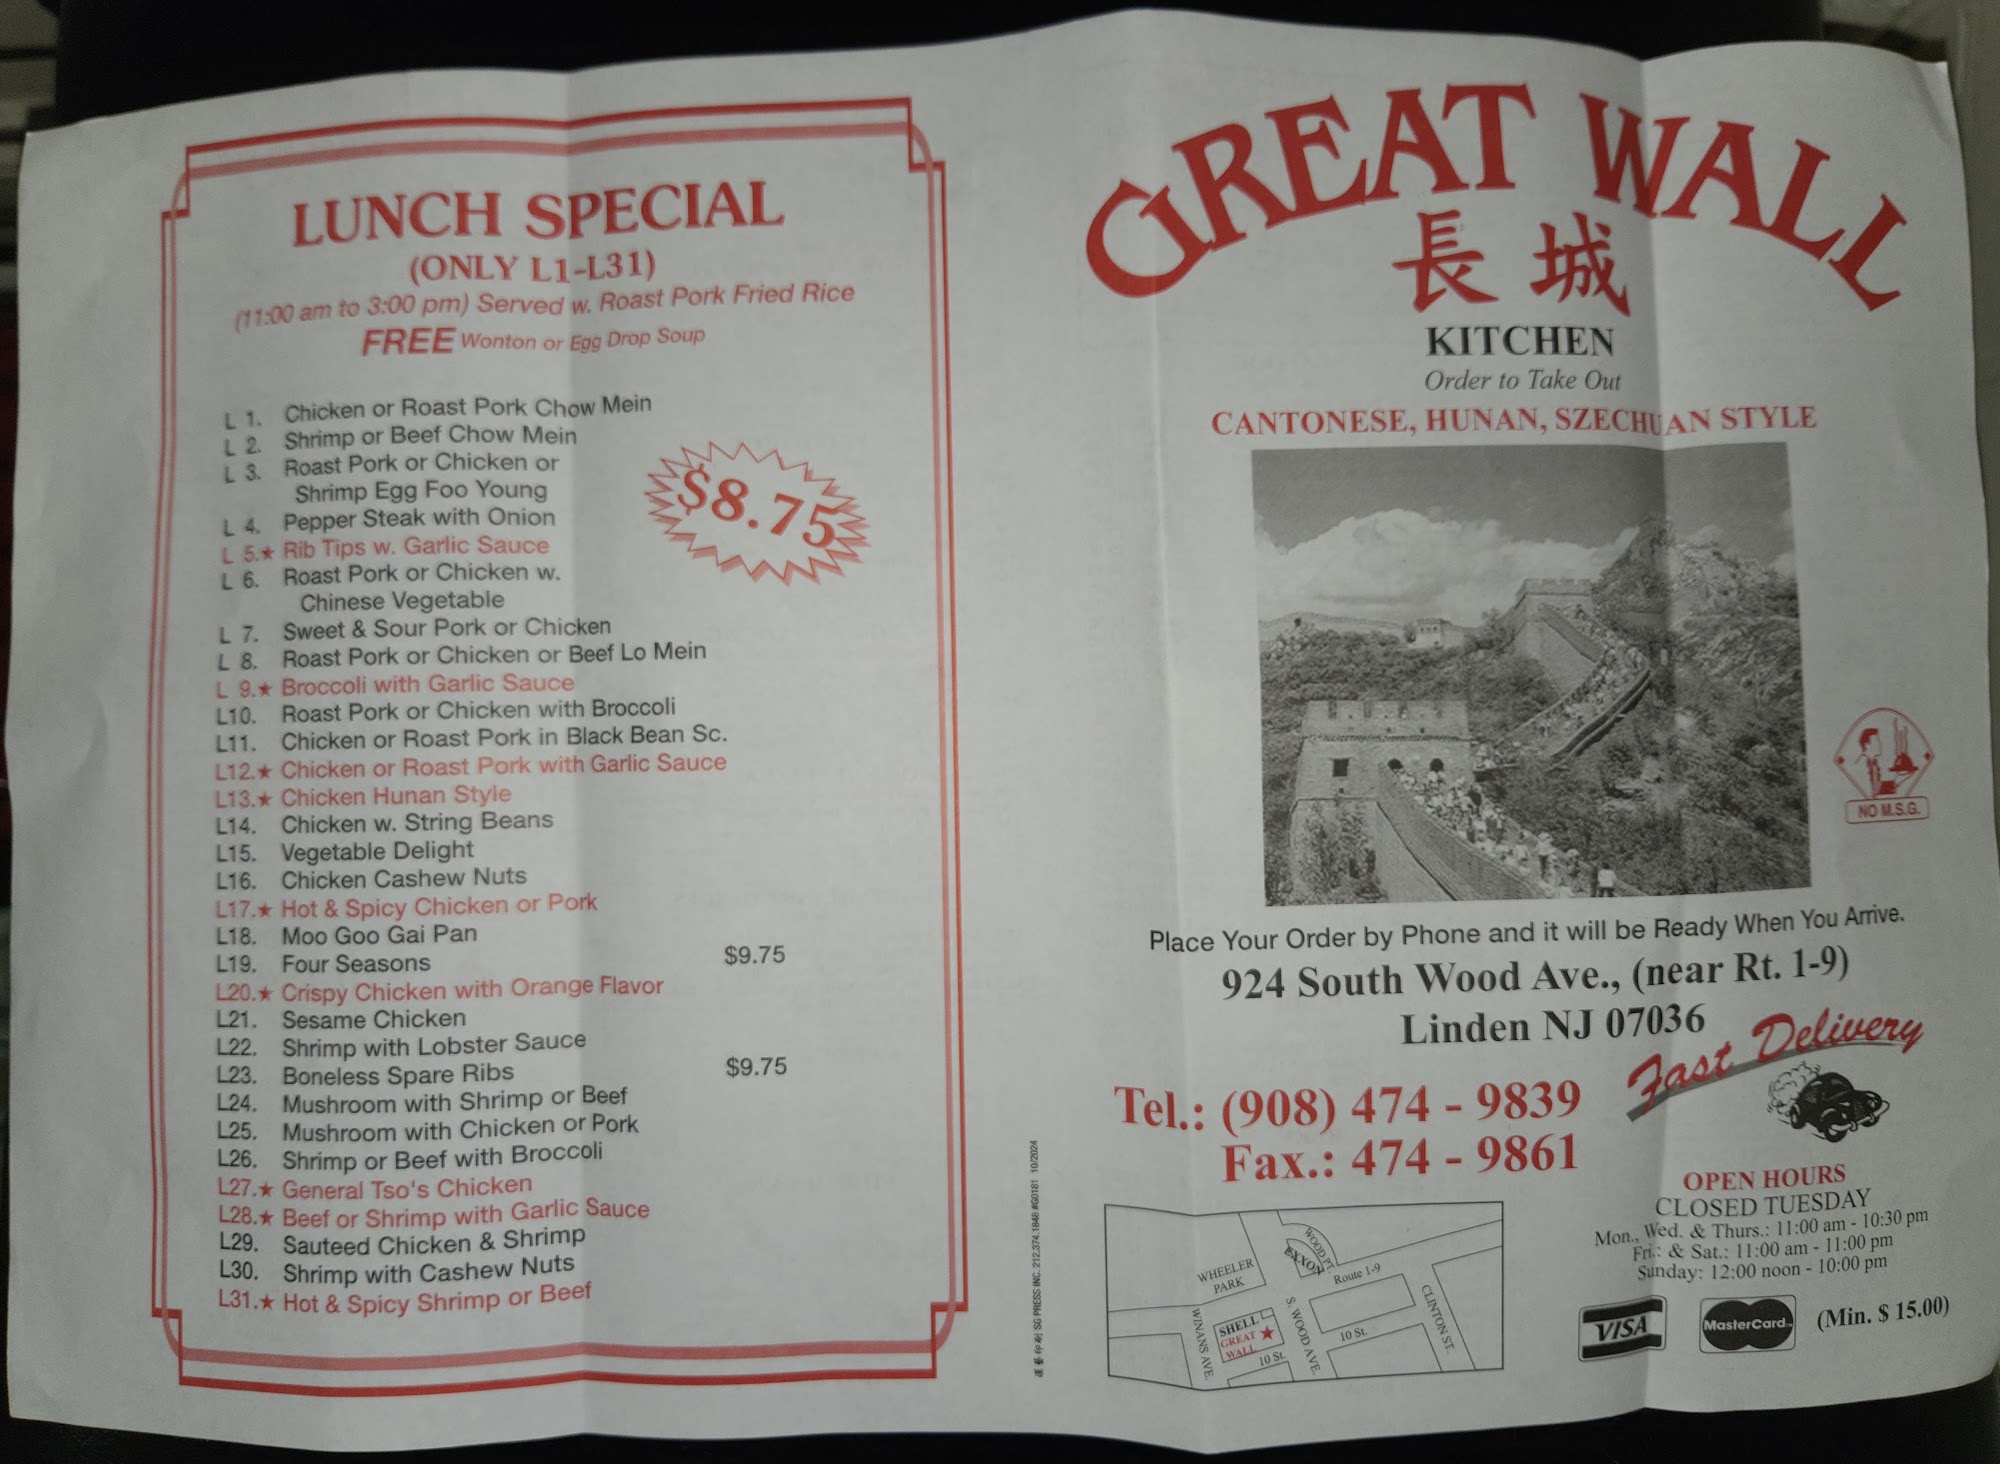 LUNCH SPECIAL
(ONLY L1-L31)
(11:00 am to 3:00 pm) Served w. Roast Pork Fried Rice
FREE Wonton or Egg Drop Soup
L 1. Chicken or Roast Pork Chow Mein
L 2. Shrimp or Beef Chow Mein
L 3. Roast Pork or Chicken or
Shrimp Egg Foo Young
L 4. Pepper Steak with Onion
L 5.★ Rib Tips w. Garlic Sauce
L 6. Roast Pork or Chicken w.
Chinese Vegetable
$8.75
L 7. Sweet & Sour Pork or Chicken
L 8. Roast Pork or Chicken or Beef Lo Mein
L 9.★ Broccoli with Garlic Sauce
L10. Roast Pork or Chicken with Broccoli
L11. Chicken or Roast Pork in Black Bean Sc.
L12.★ Chicken or Roast Pork with Garlic Sauce
L13.★ Chicken Hunan Style
L14. Chicken w. String Beans
L15. Vegetable Delight
L16. Chicken Cashew Nuts
L17.★ Hot & Spicy Chicken or Pork
L18. Moo Goo Gai Pan
L19. Four Seasons $9.75
L20.★ Crispy Chicken with Orange Flavor
L21. Sesame Chicken
L22. Shrimp with Lobster Sauce
L23. Boneless Spare Ribs $9.75
L24. Mushroom with Shrimp or Beef
L25. Mushroom with Chicken or Pork
L26. Shrimp or Beef with Broccoli
L27.★ General Tso's Chicken
L28.★ Beef or Shrimp with Garlic Sauce
L29. Sauteed Chicken & Shrimp
L30. Shrimp with Cashew Nuts
L31.★ Hot & Spicy Shrimp or Beef
SG PRESS INC. 212.374.1848 #G0181 10/2024
GREAT WALL
長城
KITCHEN
Order to Take Out
CANTONESE, HUNAN, SZECHUAN STYLE
NO M.S.G.
Place Your Order by Phone and it will be Ready When You Arrive.
924 South Wood Ave., (near Rt. 1-9)
Linden NJ 07036
Fast Delivery
Tel.: (908) 474 - 9839
Fax.: 474 - 9861
OPEN HOURS
CLOSED TUESDAY
Mon., Wed. & Thurs.: 11:00 am - 10:30 pm
Fri.: & Sat.: 11:00 am - 11:00 pm
Sunday: 12:00 noon - 10:00 pm
VISA
MasterCard
(Min. $ 15.00)
WHEELER
PARK
EXXON
WOOD PT.
Route 1-9
WINANS AVE.
SHELL
GREAT
WALL
S. WOOD AVE.
CLINTON ST.
10 St.
10 St.